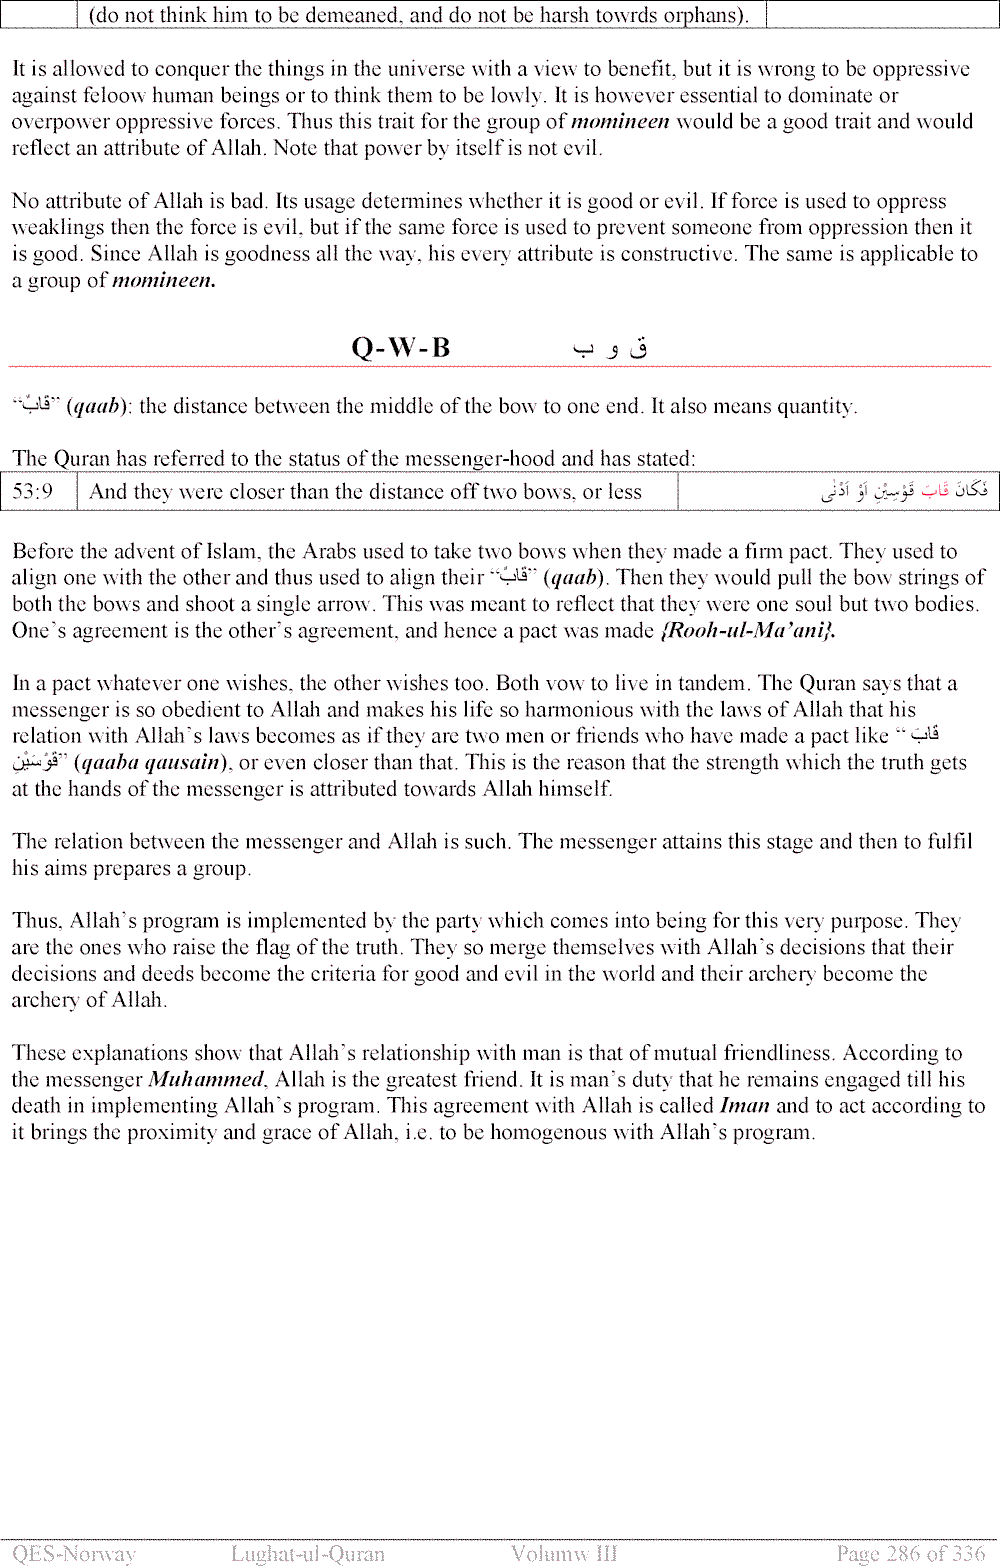 (do not think him to be demeaned, and do not be harsh towrds orphans).
It is allowed to conquer the things in the universe with a view to benefit, but it is wrong to be oppressive
against feloow human beings or to think them to be lowly. It is however essential to dominate or
overpower oppressive forces. Thus this trait for the group of momineen would be a good trait and would
reflect an attribute of Allah. Note that power by itself is not evil.
No attribute of Allah is bad. Its usage determines whether it is good or evil. If force is used to oppress
weaklings then the force is evil, but if the same force is used to prevent someone from oppression then it
is good. Since Allah is goodness all the way, his every attribute is constructive. The same is applicable to
a group of momineen.
Q-W-B ق و ب
“قَابٌ” (qaab): the distance between the middle of the bow to one end. It also means quantity.
The Quran has referred to the status of the messenger-hood and has stated:
53:9 And they were closer than the distance off two bows, or less فَكَانَ قَابَ قَوْسَيْنِ اَوْ اَدْنٰى
Before the advent of Islam, the Arabs used to take two bows when they made a firm pact. They used to
align one with the other and thus used to align their “قَابٌ” (qaab). Then they would pull the bow strings of
both the bows and shoot a single arrow. This was meant to reflect that they were one soul but two bodies.
One’s agreement is the other’s agreement, and hence a pact was made {Rooh-ul-Ma’ani}.
In a pact whatever one wishes, the other wishes too. Both vow to live in tandem. The Quran says that a
messenger is so obedient to Allah and makes his life so harmonious with the laws of Allah that his
relation with Allah’s laws becomes as if they are two men or friends who have made a pact like “ قَابَ
قَوْسَيْنِ” (qaaba qausain), or even closer than that. This is the reason that the strength which the truth gets
at the hands of the messenger is attributed towards Allah himself.
The relation between the messenger and Allah is such. The messenger attains this stage and then to fulfil
his aims prepares a group.
Thus, Allah’s program is implemented by the party which comes into being for this very purpose. They
are the ones who raise the flag of the truth. They so merge themselves with Allah’s decisions that their
decisions and deeds become the criteria for good and evil in the world and their archery become the
archery of Allah.
These explanations show that Allah’s relationship with man is that of mutual friendliness. According to
the messenger Muhammed, Allah is the greatest friend. It is man’s duty that he remains engaged till his
death in implementing Allah’s program. This agreement with Allah is called Iman and to act according to
it brings the proximity and grace of Allah, i.e. to be homogenous with Allah’s program.
QES-Norway Lughat-ul-Quran Volumw III Page 286 of 336